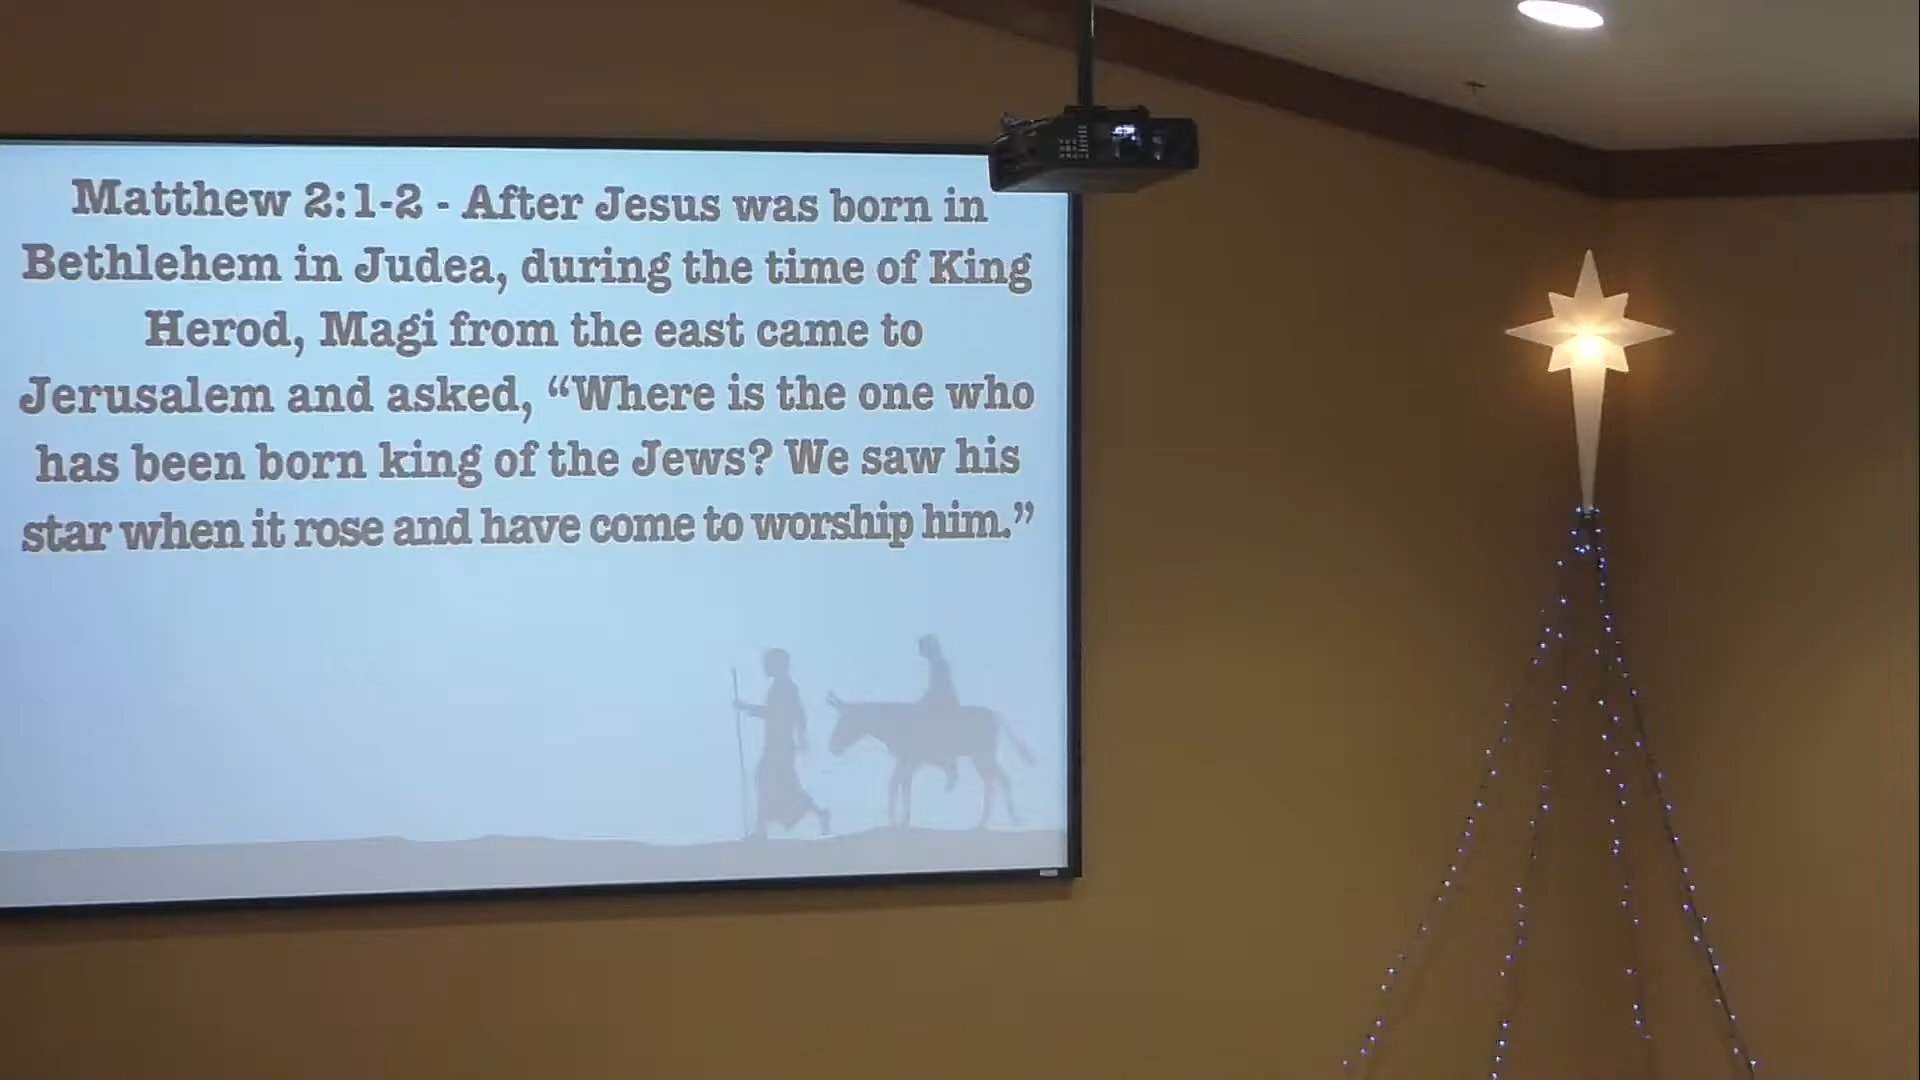 Matthew 2:1-2 - After Jesus was born in
Bethlehem in Judea, during the time of King
Herod, Magi from the east came to
Jerusalem and asked, “Where is the one who
has been born king of the Jews? We saw his
star when it rose and have come to worship him.”